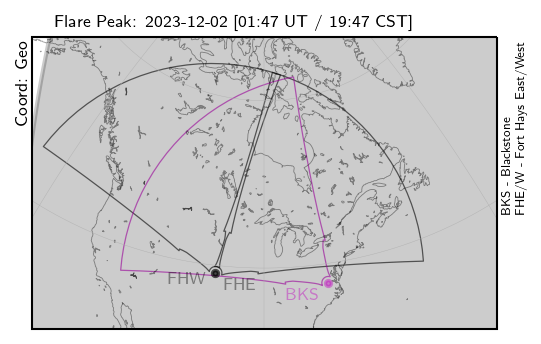 Flare Peak: 2023-12-02 [01:47 UT / 19:47 CST]
Coord: Geo
FHW
FHE
BKS
BKS - Blackstone
FHE/W - Fort Hays East/West